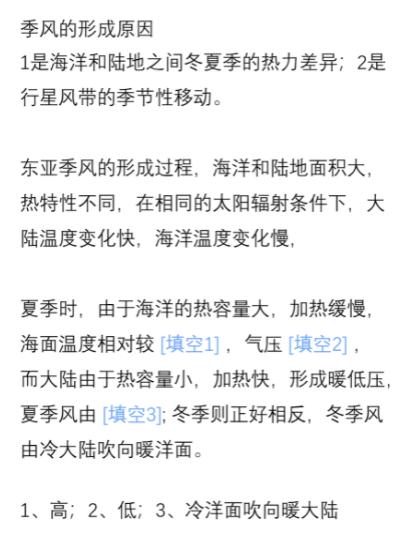 季风的形成原因
1是海洋和陆地之间冬夏季的热力差异；2是
行星风带的季节性移动。
东亚季风的形成过程，海洋和陆地面积大，
热特性不同，在相同的太阳辐射条件下，大
陆温度变化快，海洋温度变化慢，
夏季时，由于海洋的热容量大，加热缓慢，
海面温度相对较 [填空1] ，气压 [填空2] ，
而大陆由于热容量小，加热快，形成暖低压，
夏季风由 [填空3]; 冬季则正好相反，冬季风
由冷大陆吹向暖洋面。
1、高；2、低；3、冷洋面吹向暖大陆